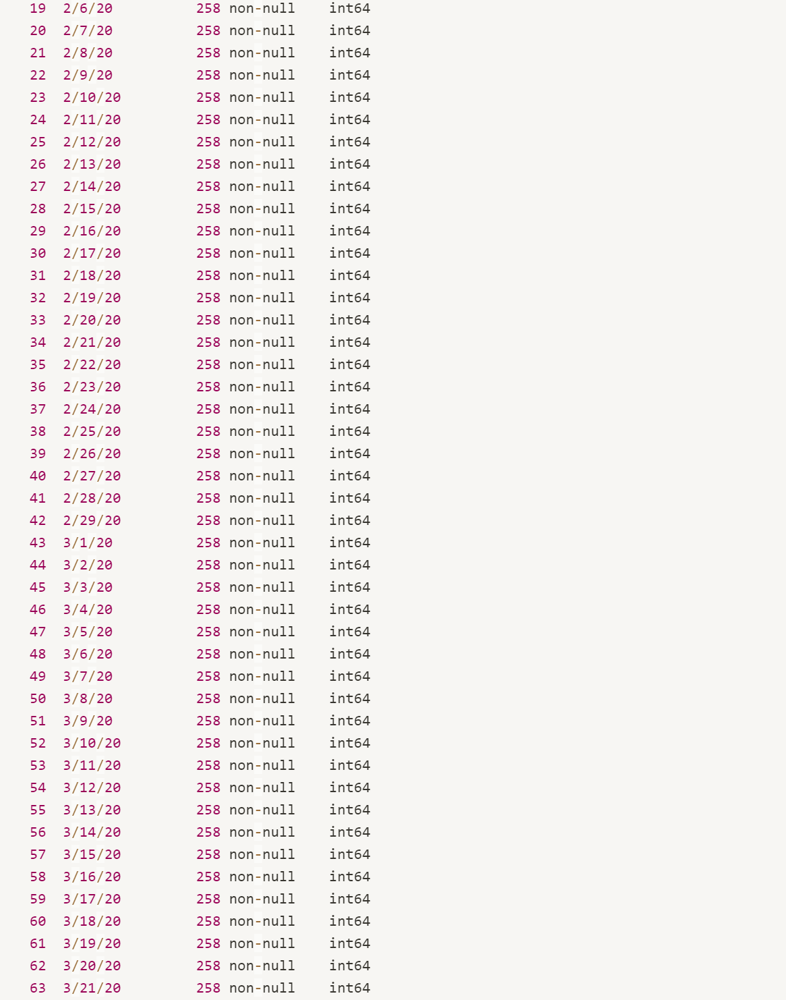 19 2/6/20 258 non-null int64
20 2/7/20 258 non-null int64
21 2/8/20 258 non-null int64
22 2/9/20 258 non-null int64
23 2/10/20 258 non-null int64
24 2/11/20 258 non-null int64
25 2/12/20 258 non-null int64
26 2/13/20 258 non-null int64
27 2/14/20 258 non-null int64
28 2/15/20 258 non-null int64
29 2/16/20 258 non-null int64
30 2/17/20 258 non-null int64
31 2/18/20 258 non-null int64
32 2/19/20 258 non-null int64
33 2/20/20 258 non-null int64
34 2/21/20 258 non-null int64
35 2/22/20 258 non-null int64
36 2/23/20 258 non-null int64
37 2/24/20 258 non-null int64
38 2/25/20 258 non-null int64
39 2/26/20 258 non-null int64
40 2/27/20 258 non-null int64
41 2/28/20 258 non-null int64
42 2/29/20 258 non-null int64
43 3/1/20 258 non-null int64
44 3/2/20 258 non-null int64
45 3/3/20 258 non-null int64
46 3/4/20 258 non-null int64
47 3/5/20 258 non-null int64
48 3/6/20 258 non-null int64
49 3/7/20 258 non-null int64
50 3/8/20 258 non-null int64
51 3/9/20 258 non-null int64
52 3/10/20 258 non-null int64
53 3/11/20 258 non-null int64
54 3/12/20 258 non-null int64
55 3/13/20 258 non-null int64
56 3/14/20 258 non-null int64
57 3/15/20 258 non-null int64
58 3/16/20 258 non-null int64
59 3/17/20 258 non-null int64
60 3/18/20 258 non-null int64
61 3/19/20 258 non-null int64
62 3/20/20 258 non-null int64
63 3/21/20 258 non-null int64